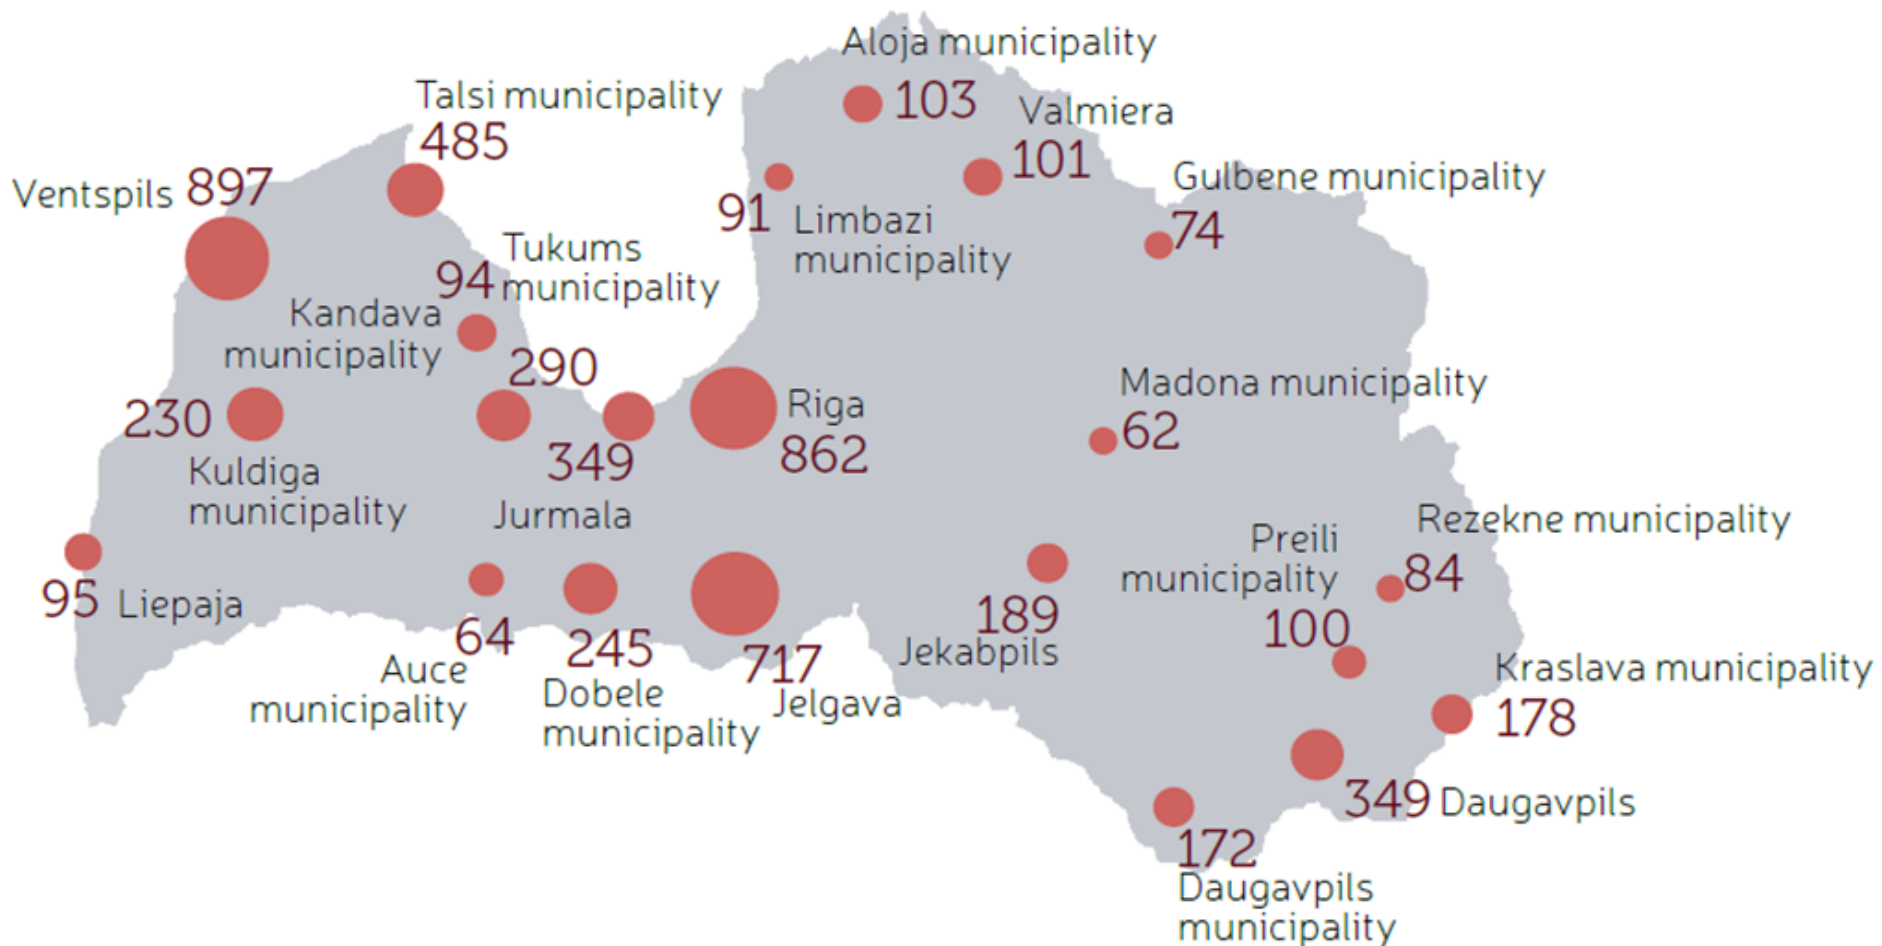 Aloja municipality
103
Talsi municipality
485
Valmiera
101
Ventspils 897
Gulbene municipality
74
91 Limbazi
municipality
Tukums
94 municipality
Kandava
municipality
290
230
Kuldiga
municipality
349
Jurmala
Riga
862
Madona municipality
62
Rezekne municipality
84
Preili
municipality
100
95 Liepaja
64
Auce
municipality
245
Dobele
municipality
717
Jelgava
189
Jekabpils
Kraslava municipality
178
349 Daugavpils
172
Daugavpils
municipality